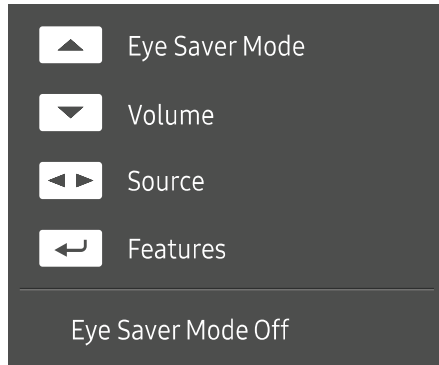 Eye Saver Mode
Volume
Source
Features
Eye Saver Mode Off